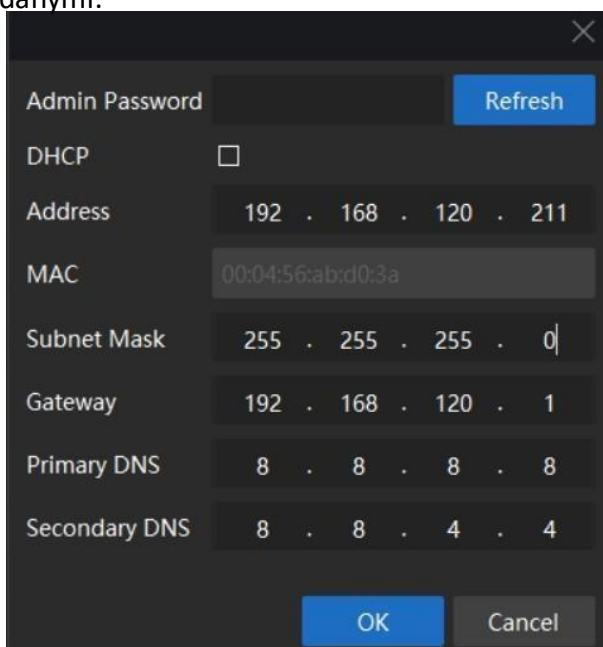 Admin Password Refresh
DHCP
Address 192 . 168 . 120 . 211
MAC 00:04:56:ab:d0:3a
Subnet Mask 255 . 255 . 255 . 0
Gateway 192 . 168 . 120 . 1
Primary DNS 8 . 8 . 8 . 8
Secondary DNS 8 . 8 . 4 . 4
OK Cancel